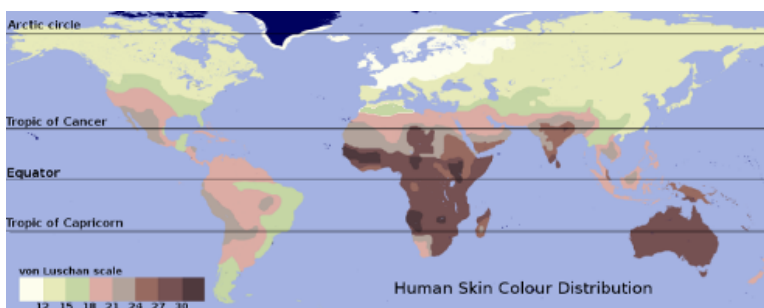 Arctic circle
Tropic of Cancer
Equator
Tropic of Capricorn
von Luschan scale
12 15 18 21 24 27 30
Human Skin Colour Distribution